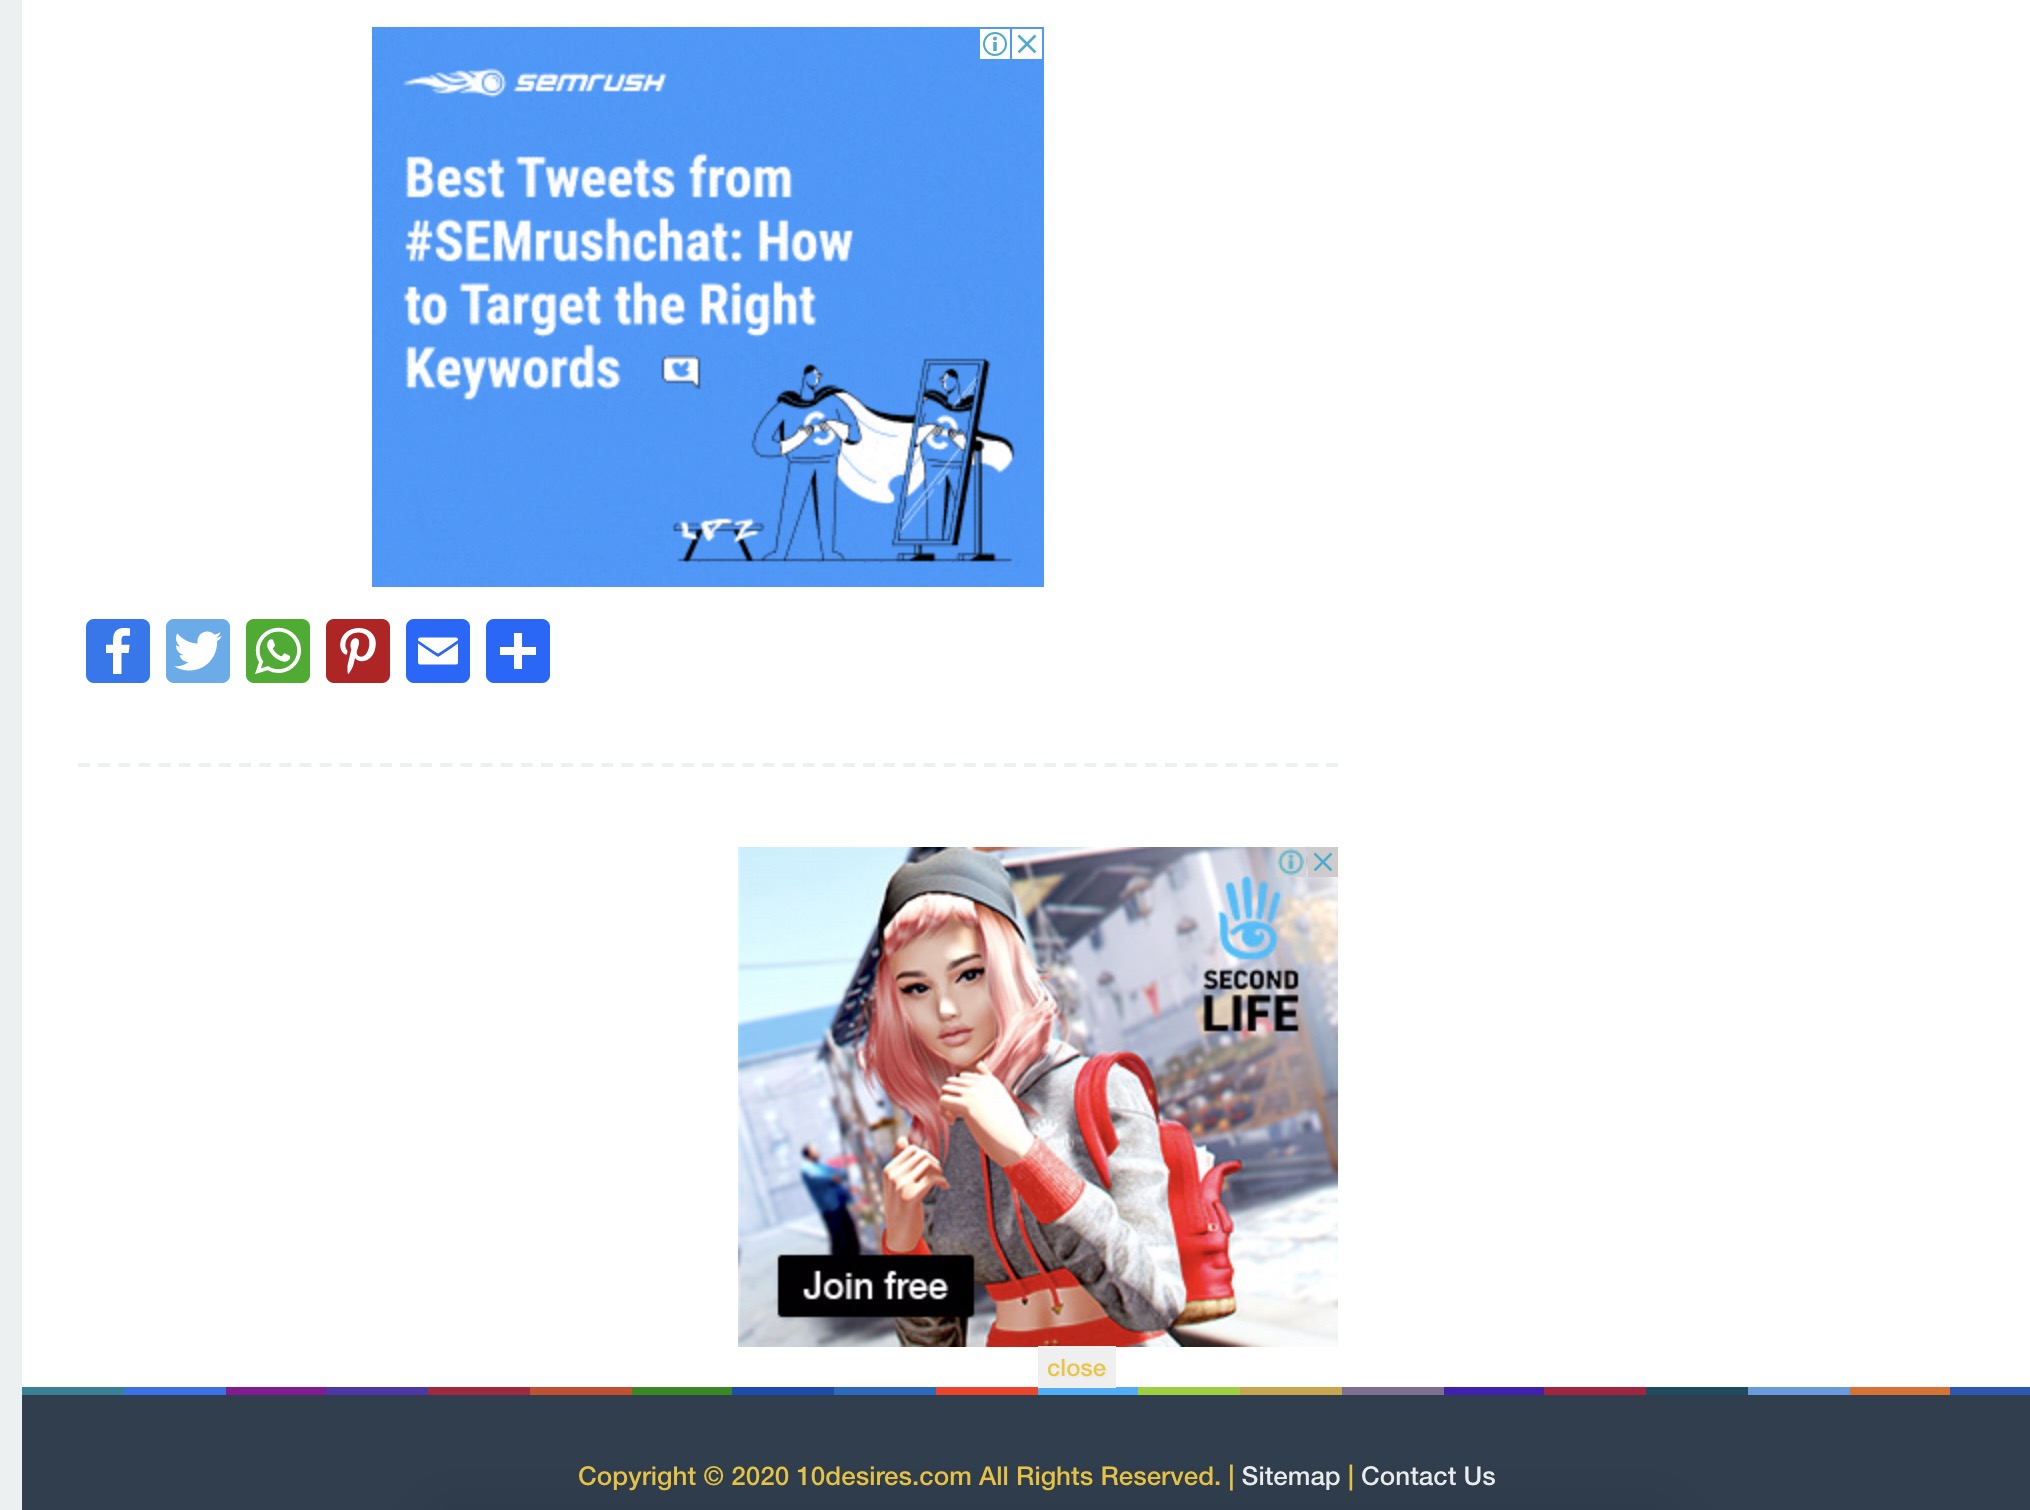 semrush
Best Tweets from
#SEMrushchat: How
to Target the Right
Keywords
SECOND
LIFE
Join free
close
Copyright © 2020 10desires.com All Rights Reserved. | Sitemap | Contact Us